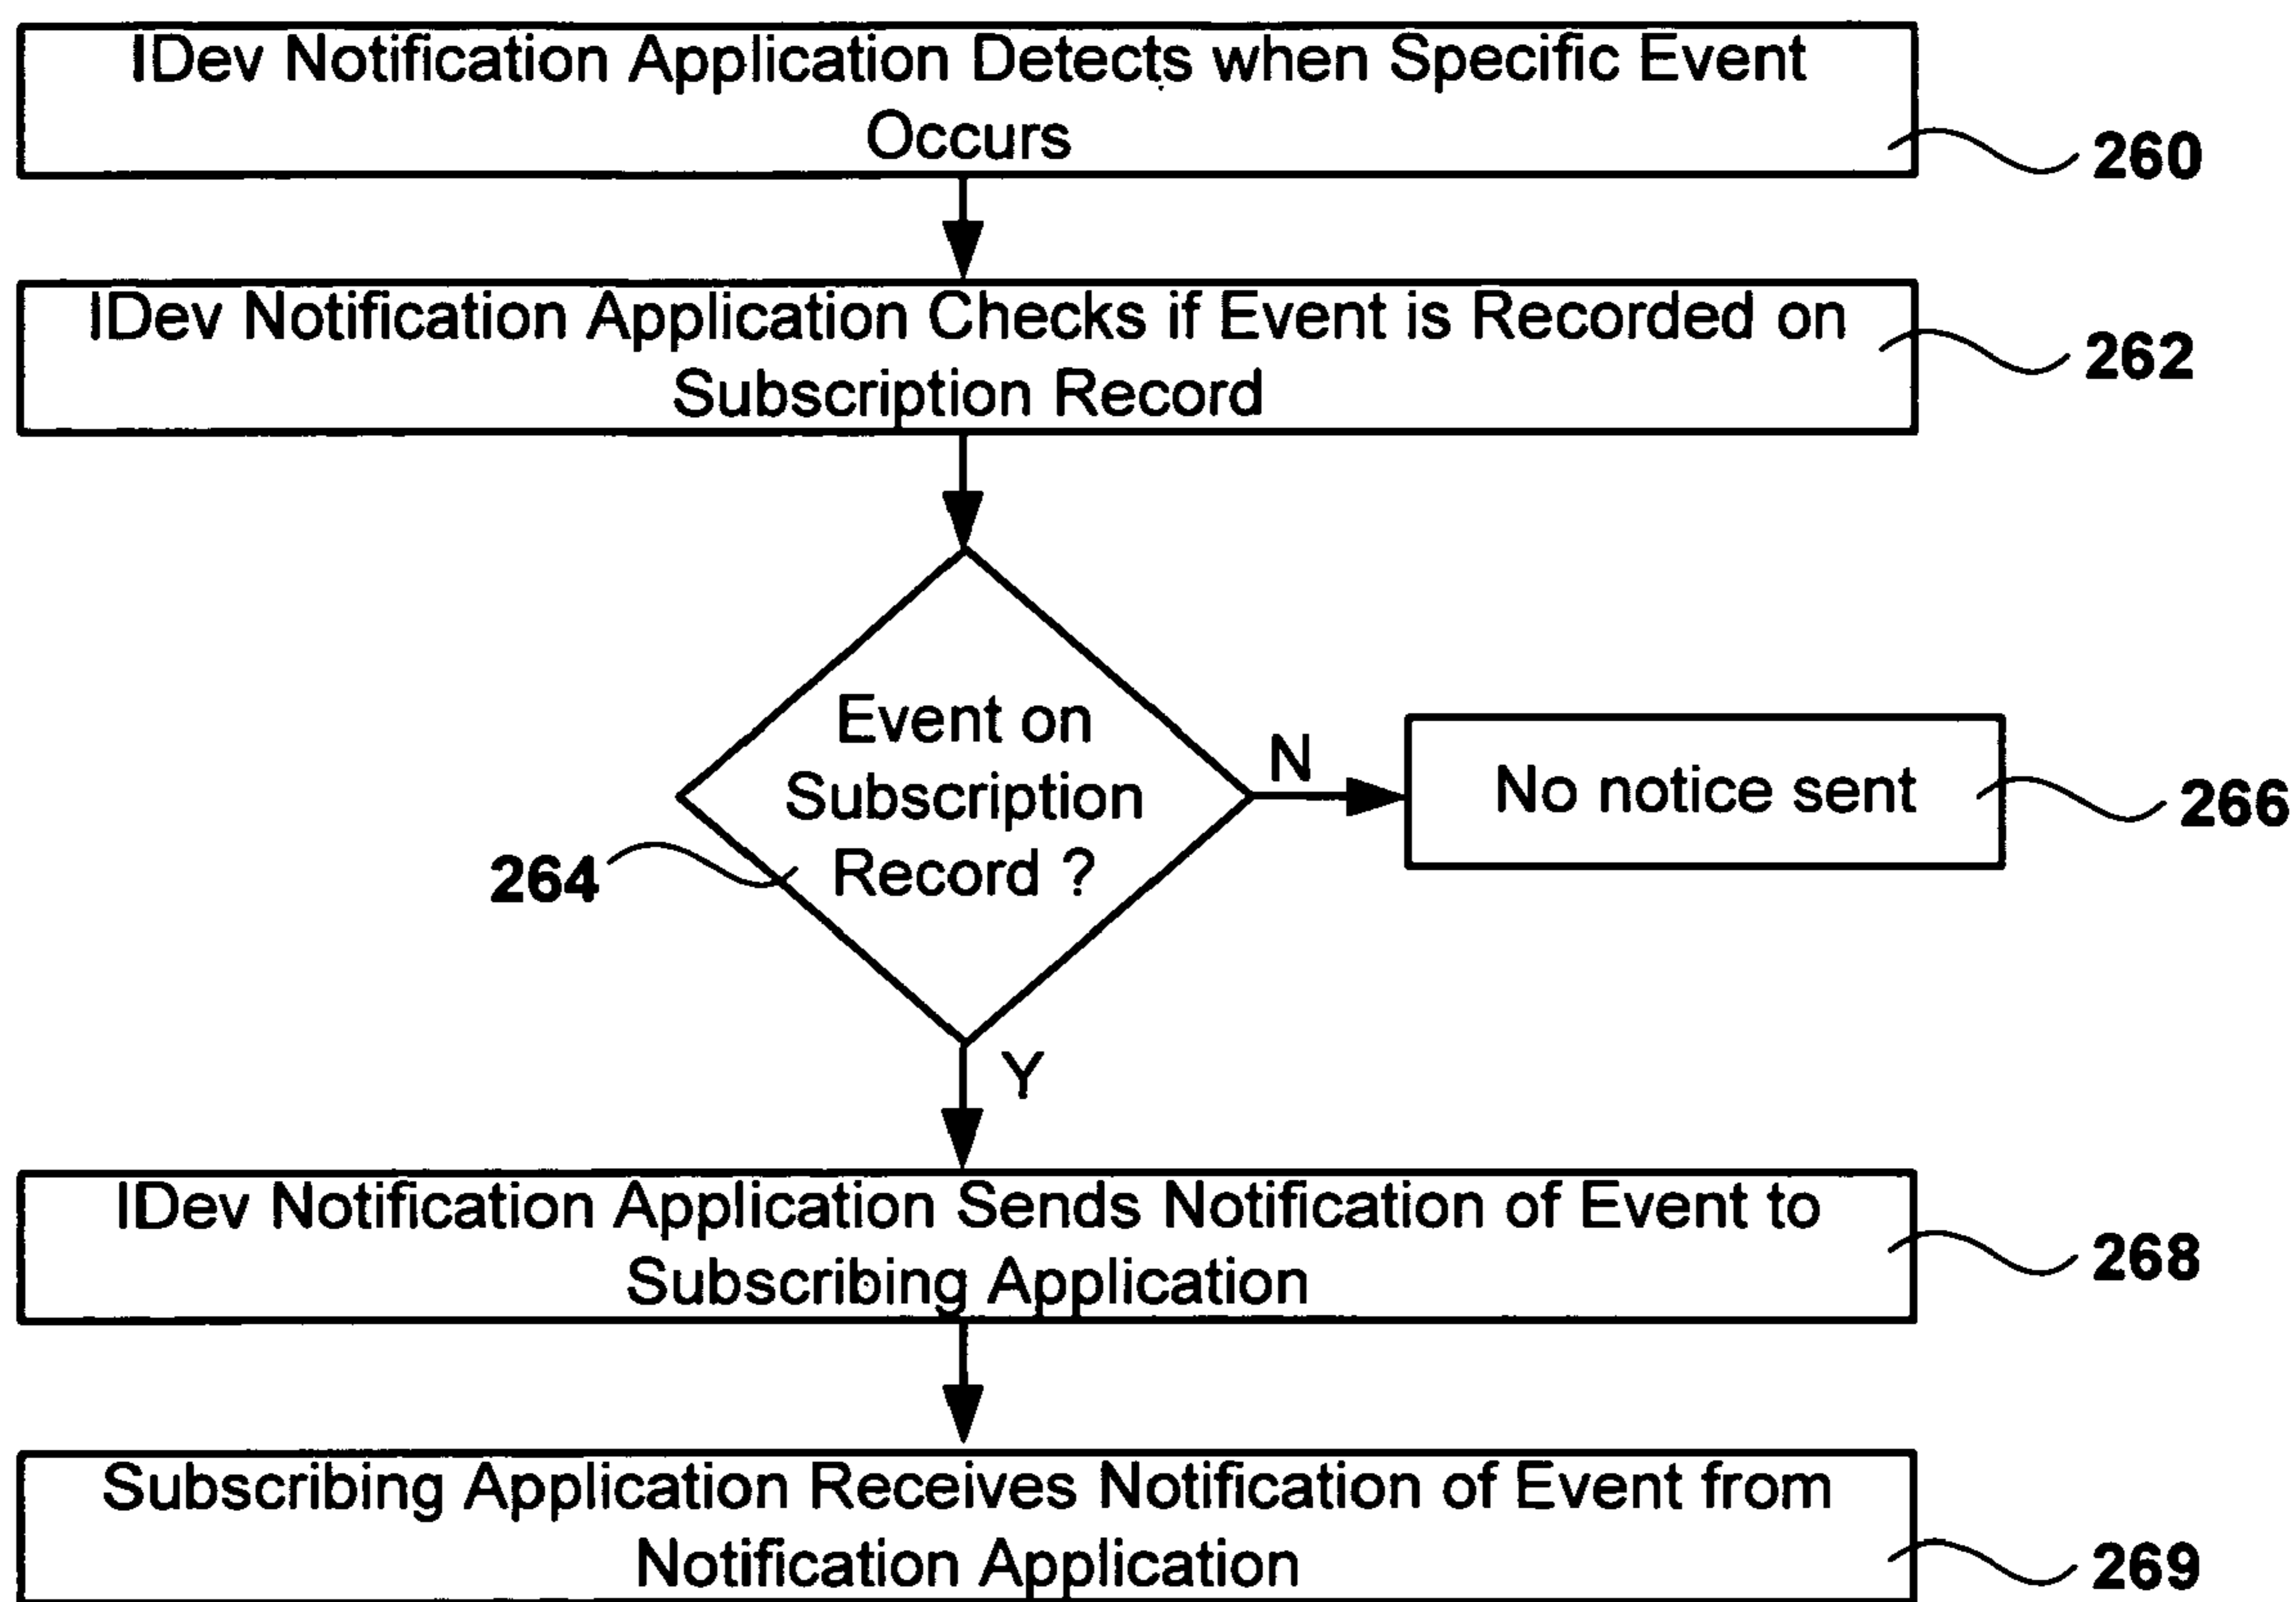 IDev Notification Application Detects when Specific Event
Occurs
260
IDev Notification Application Checks if Event is Recorded on
Subscription Record
262
Event on
Subscription
Record ?
264
N
No notice sent
266
Y
IDev Notification Application Sends Notification of Event to
Subscribing Application
268
Subscribing Application Receives Notification of Event from
Notification Application
269